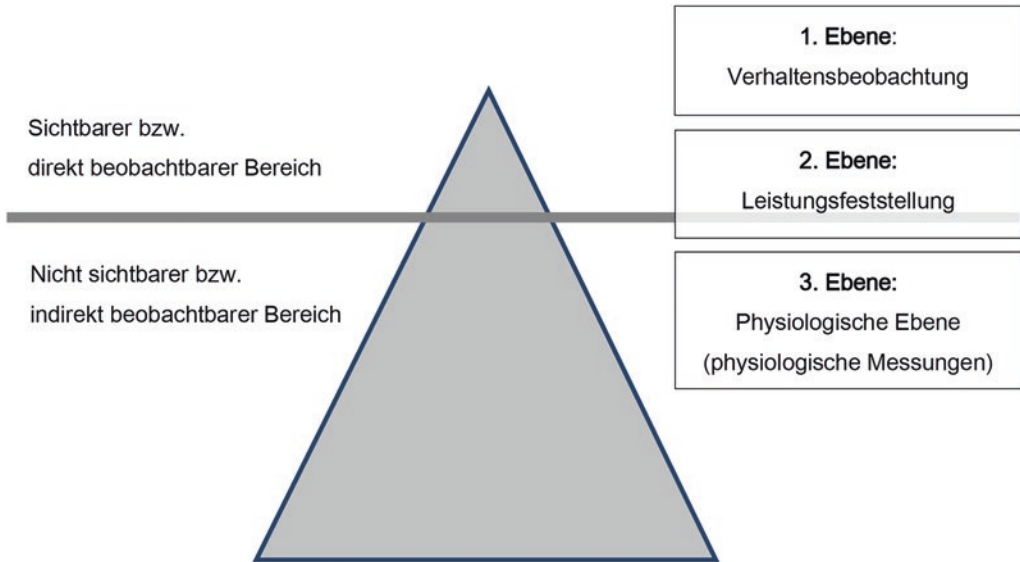 Sichtbarer bzw.
direkt beobachtbarer Bereich
Nicht sichtbarer bzw.
indirekt beobachtbarer Bereich
1. Ebene:
Verhaltensbeobachtung
2. Ebene:
Leistungsfeststellung
3. Ebene:
Physiologische Ebene
(physiologische Messungen)